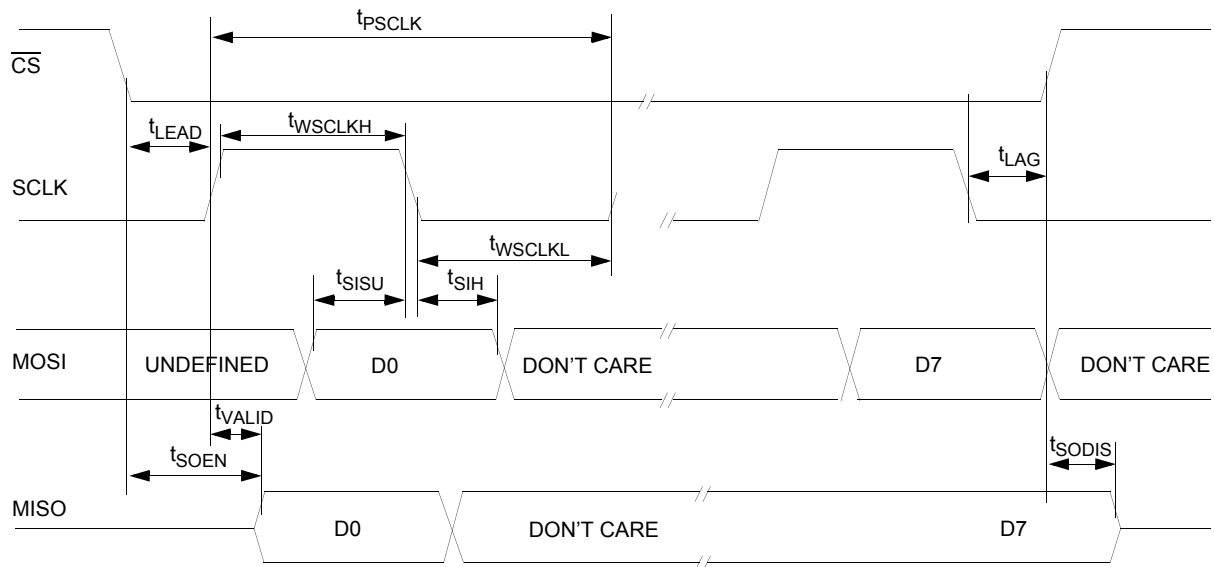 tPSCLK
CS
tLEAD
tWSCLKH
tLAG
SCLK
tWSCLKL
tSISU
tSIH
MOSI
UNDEFINED
D0
DON'T CARE
D7
DON'T CARE
tVALID
tSOEN
tSODIS
MISO
D0
DON'T CARE
D7